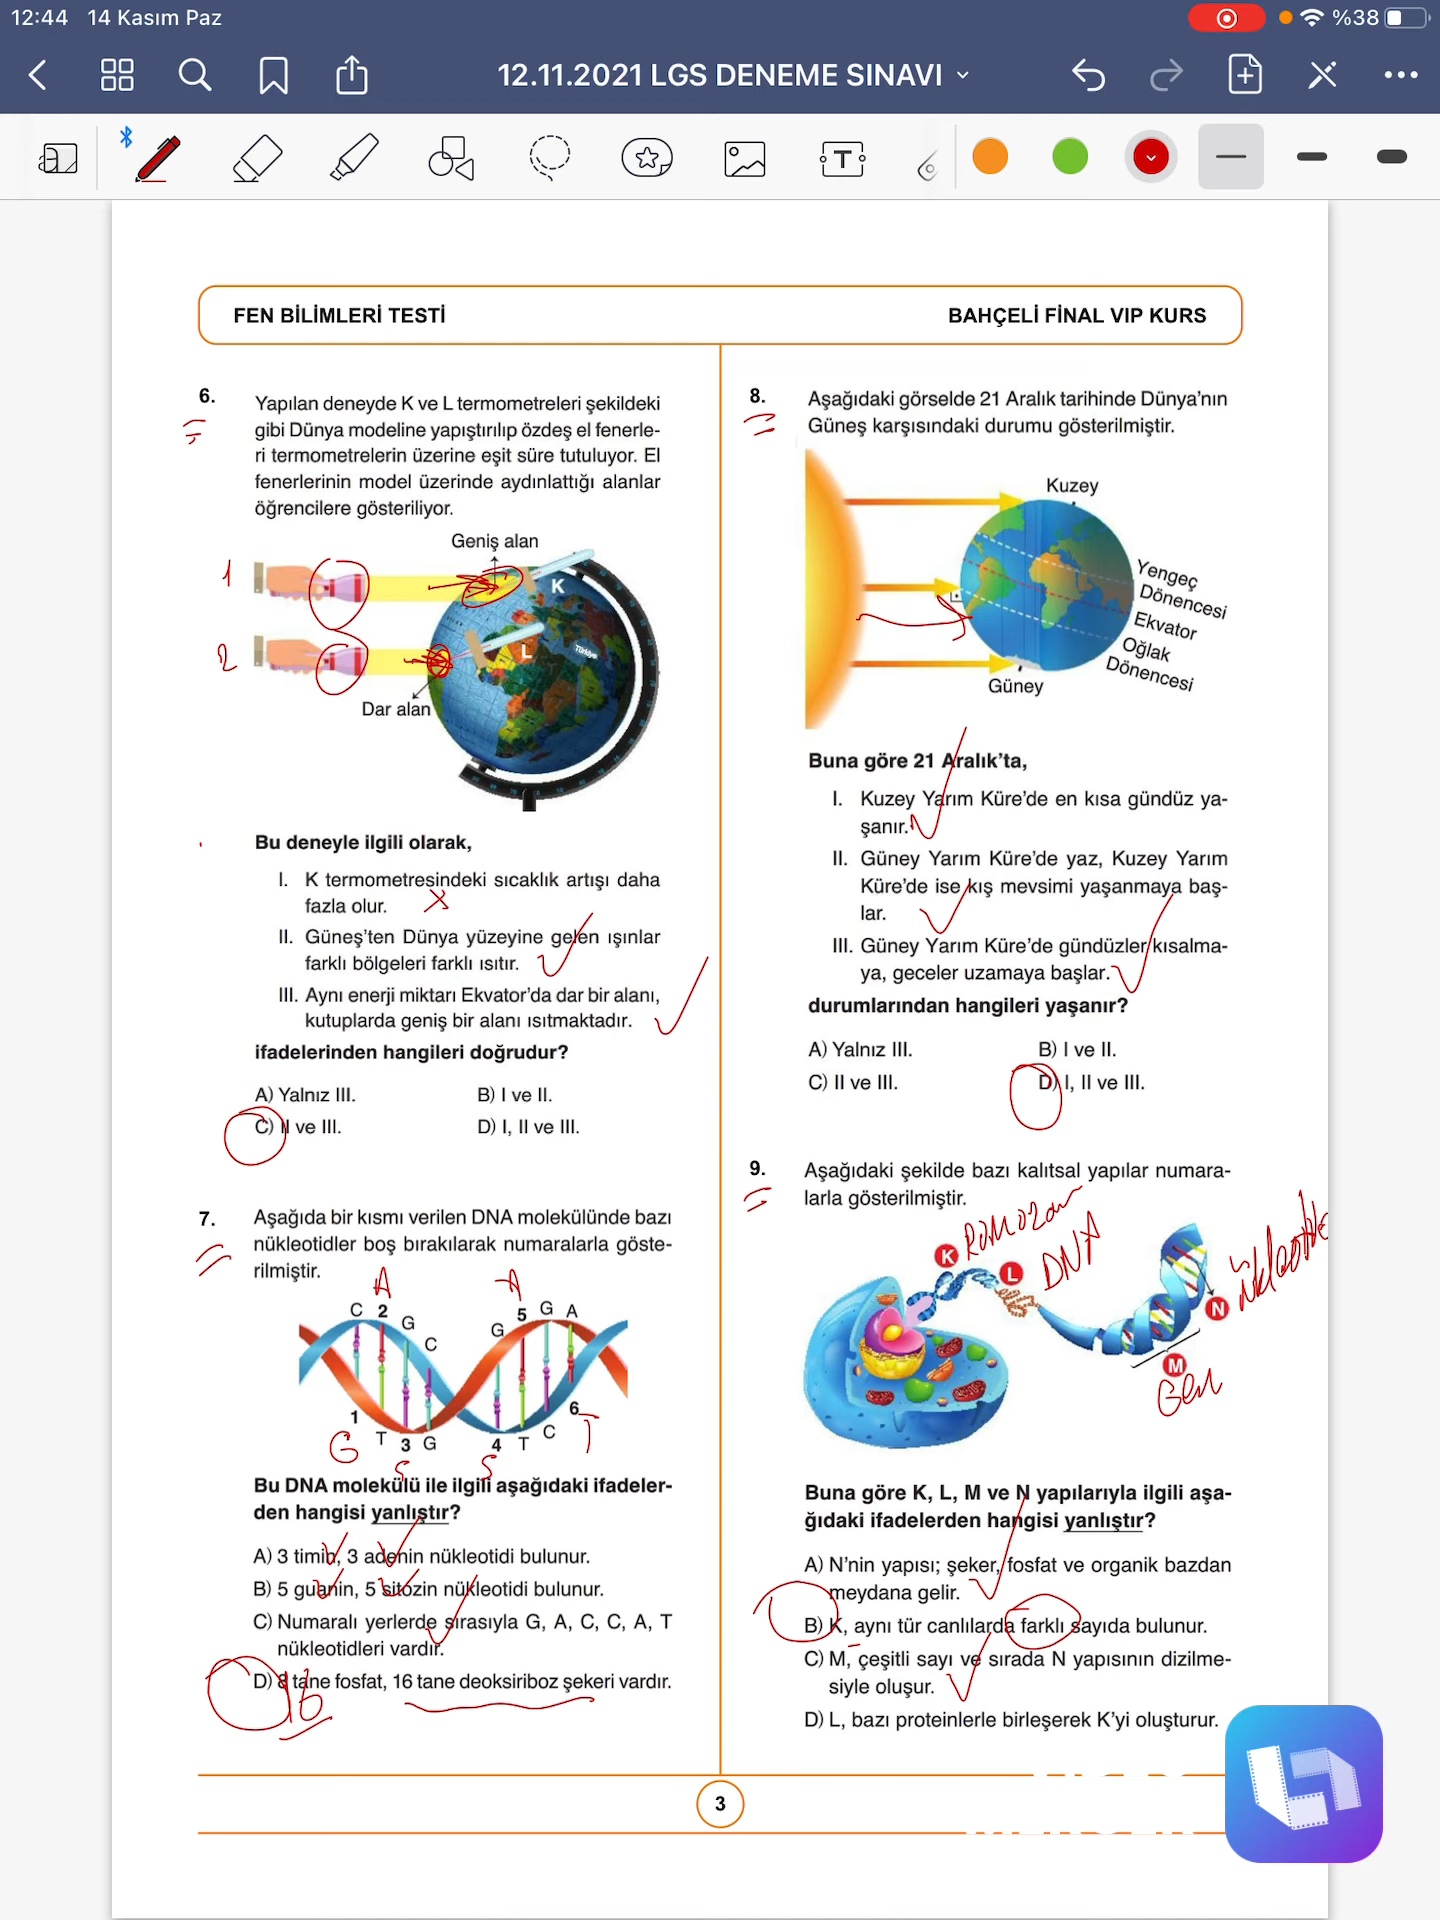 12:44 14 Kasım Paz
%38
12.11.2021 LGS DENEME SINAVI
FEN BİLİMLERİ TESTİ
BAHÇELİ FİNAL VIP KURS
6.
Yapılan deneyde K ve L termometreleri şekildeki
gibi Dünya modeline yapıştırılıp özdeş el fenerle-
ri termometrelerin üzerine eşit süre tutuluyor. El
fenerlerinin model üzerinde aydınlattığı alanlar
öğrencilere gösteriliyor.
Geniş alan
1
K
2
L
Türkiye
Dar alan
Bu deneyle ilgili olarak,
I. K termometresindeki sıcaklık artışı daha
fazla olur.
II. Güneş'ten Dünya yüzeyine gelen ışınlar
farklı bölgeleri farklı ısıtır.
III. Aynı enerji miktarı Ekvator'da dar bir alanı,
kutuplarda geniş bir alanı ısıtmaktadır.
ifadelerinden hangileri doğrudur?
A) Yalnız III. B) I ve II.
C) II ve III. D) I, II ve III.
7.
Aşağıda bir kısmı verilen DNA molekülünde bazı
nükleotidler boş bırakılarak numaralarla göste-
rilmiştir.
A A
C 2 G C G 5 G A
1 T 3 G 4 T C 6
G S S T
Bu DNA molekülü ile ilgili aşağıdaki ifadeler-
den hangisi yanlıştır?
A) 3 timin, 3 adenin nükleotidi bulunur.
B) 5 guanin, 5 sitozin nükleotidi bulunur.
C) Numaralı yerlerde sırasıyla G, A, C, C, A, T
nükleotidleri vardır.
D) 8 tane fosfat, 16 tane deoksiriboz şekeri vardır.
16
8.
Aşağıdaki görselde 21 Aralık tarihinde Dünya'nın
Güneş karşısındaki durumu gösterilmiştir.
Kuzey
Yengeç
Dönencesi
Ekvator
Oğlak
Dönencesi
Güney
Buna göre 21 Aralık'ta,
I. Kuzey Yarım Küre'de en kısa gündüz ya-
şanır.
II. Güney Yarım Küre'de yaz, Kuzey Yarım
Küre'de ise kış mevsimi yaşanmaya baş-
lar.
III. Güney Yarım Küre'de gündüzler kısalma-
ya, geceler uzamaya başlar.
durumlarından hangileri yaşanır?
A) Yalnız III. B) I ve II.
C) II ve III. D) I, II ve III.
9.
Aşağıdaki şekilde bazı kalıtsal yapılar numara-
larla gösterilmiştir.
K
L DNA
N
M
Gen
Buna göre K, L, M ve N yapılarıyla ilgili aşa-
ğıdaki ifadelerden hangisi yanlıştır?
A) N'nin yapısı; şeker, fosfat ve organik bazdan
meydana gelir.
B) K, aynı tür canlılarda farklı sayıda bulunur.
C) M, çeşitli sayı ve sırada N yapısının dizilme-
siyle oluşur.
D) L, bazı proteinlerle birleşerek K'yi oluşturur.
3